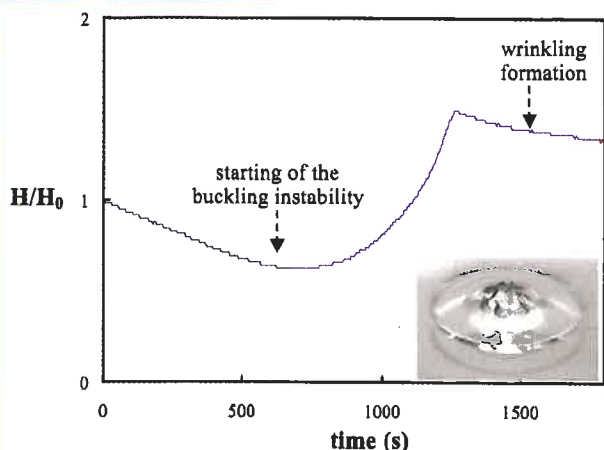 2
wrinkling
formation
starting of the
buckling instability
H/H₀
1
0
0
500
1000
1500
time (s)